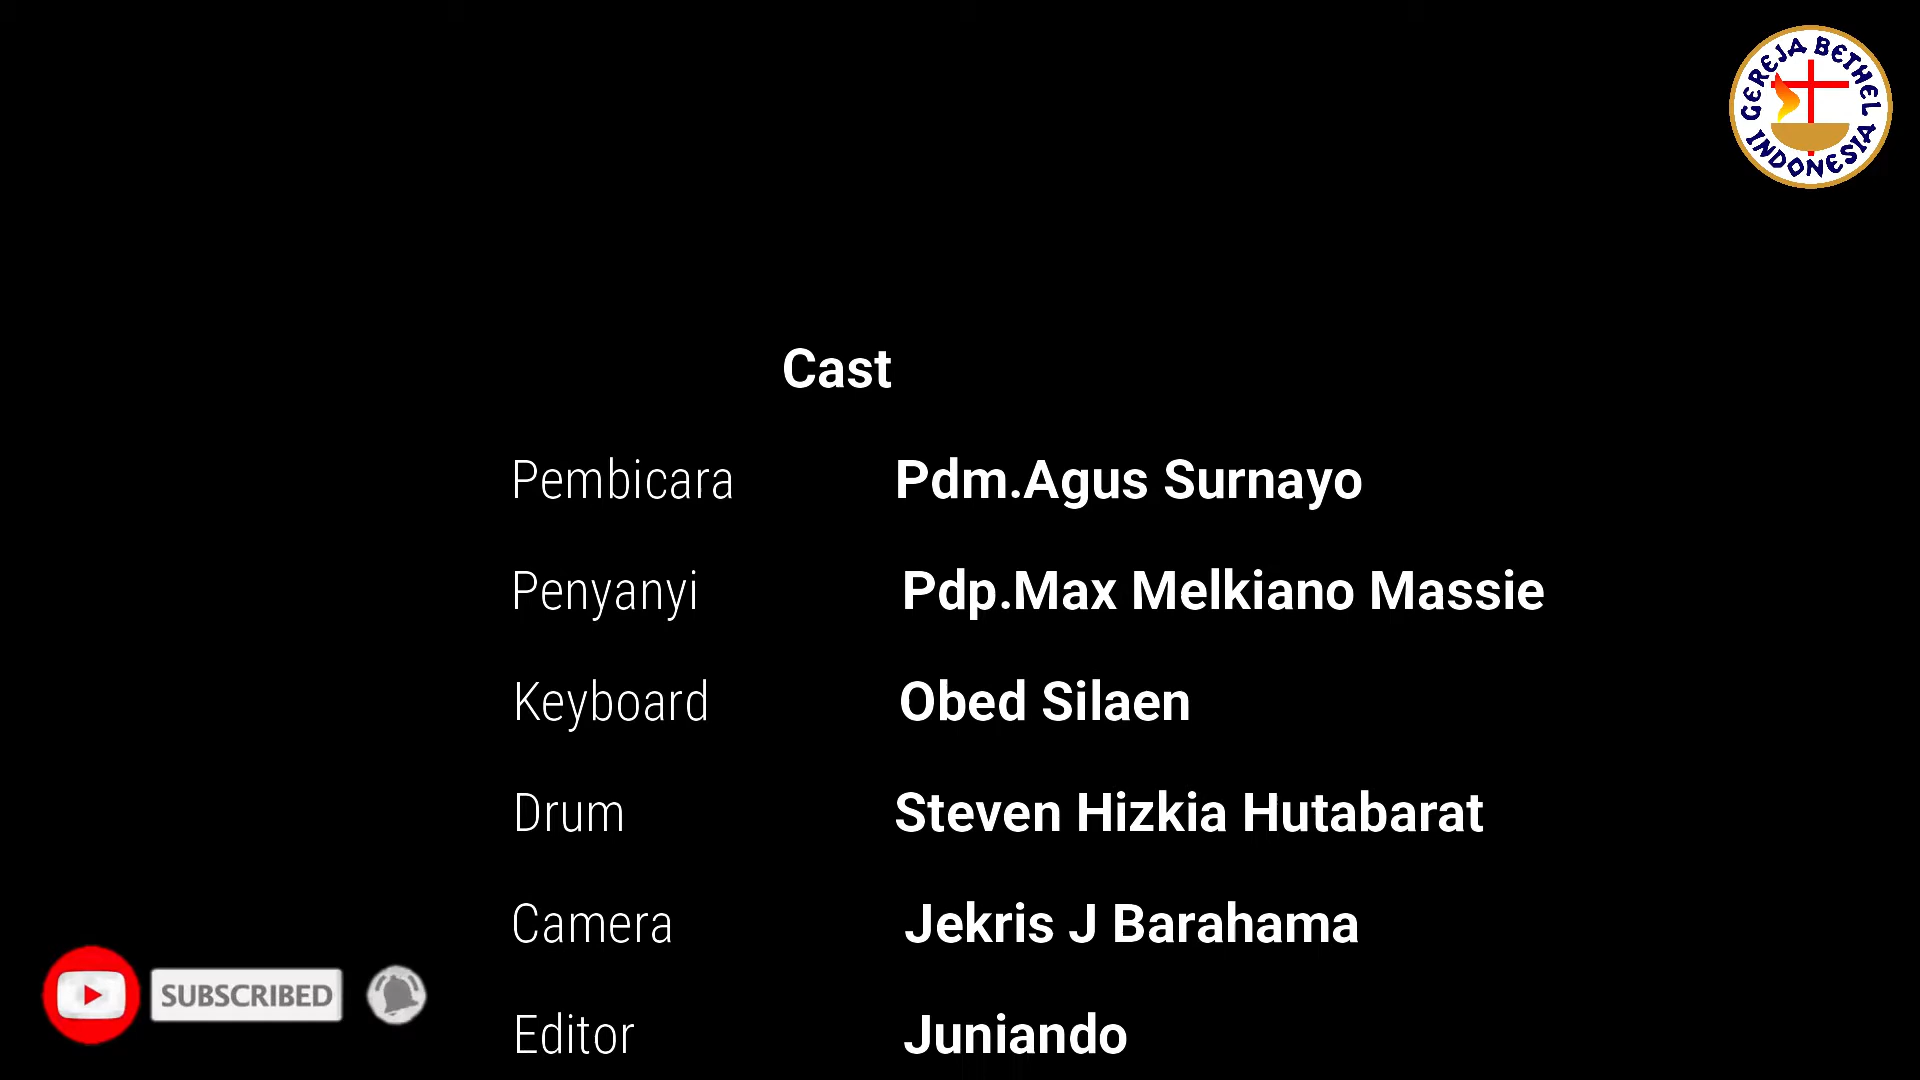 GEREJA BETHEL
INDONESIA
Cast
Pembicara Pdm.Agus Surnayo
Penyanyi Pdp.Max Melkiano Massie
Keyboard Obed Silaen
Drum Steven Hizkia Hutabarat
Camera Jekris J Barahama
Editor Juniando
SUBSCRIBED